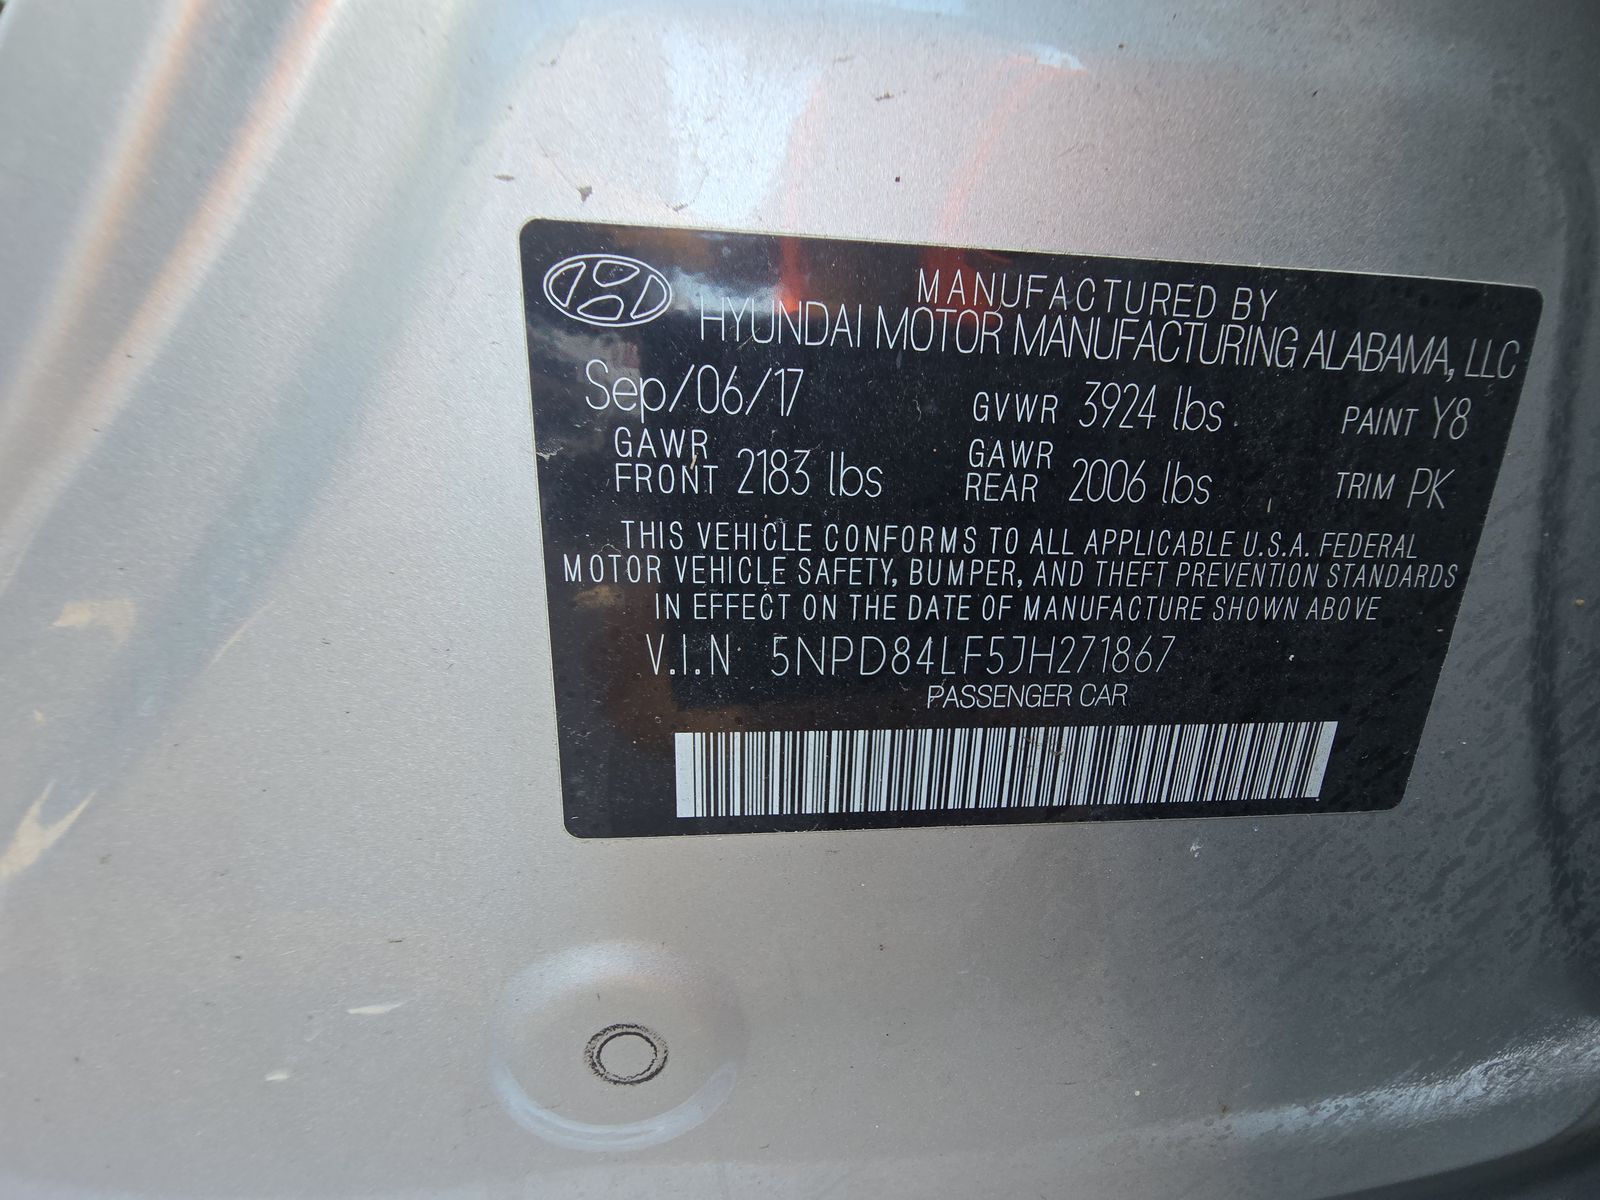 MANUFACTURED BY
HYUNDAI MOTOR MANUFACTURING ALABAMA, LLC
Sep/06/17 GVWR 3924 lbs PAINT Y8
GAWR FRONT 2183 lbs GAWR REAR 2006 lbs TRIM PK
THIS VEHICLE CONFORMS TO ALL APPLICABLE U.S.A. FEDERAL
MOTOR VEHICLE SAFETY, BUMPER, AND THEFT PREVENTION STANDARDS
IN EFFECT ON THE DATE OF MANUFACTURE SHOWN ABOVE
V.I.N 5NPD84LF5JH271867
PASSENGER CAR